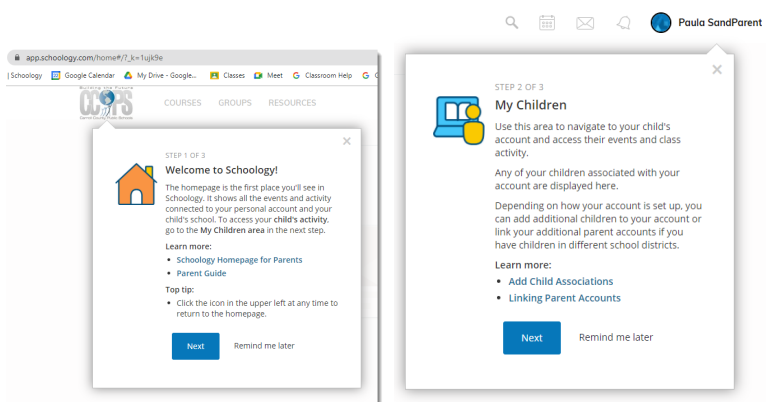 Paula SandParent
app.schoology.com/home#/?_k=1ujk9e
| Schoology Google Calendar My Drive - Google... Classes Meet Classroom Help
Building the Future
CCPS
Carroll County Public Schools
COURSES GROUPS RESOURCES
STEP 1 OF 3
Welcome to Schoology!
The homepage is the first place you'll see in
Schoology. It shows all the events and activity
connected to your personal account and your
child's school. To access your child's activity,
go to the My Children area in the next step.
Learn more:
• Schoology Homepage for Parents
• Parent Guide
Top tip:
• Click the icon in the upper left at any time to
return to the homepage.
Next Remind me later
STEP 2 OF 3
My Children
Use this area to navigate to your child's
account and access their events and class
activity.
Any of your children associated with your
account are displayed here.
Depending on how your account is set up, you
can add additional children to your account or
link your additional parent accounts if you
have children in different school districts.
Learn more:
• Add Child Associations
• Linking Parent Accounts
Next Remind me later